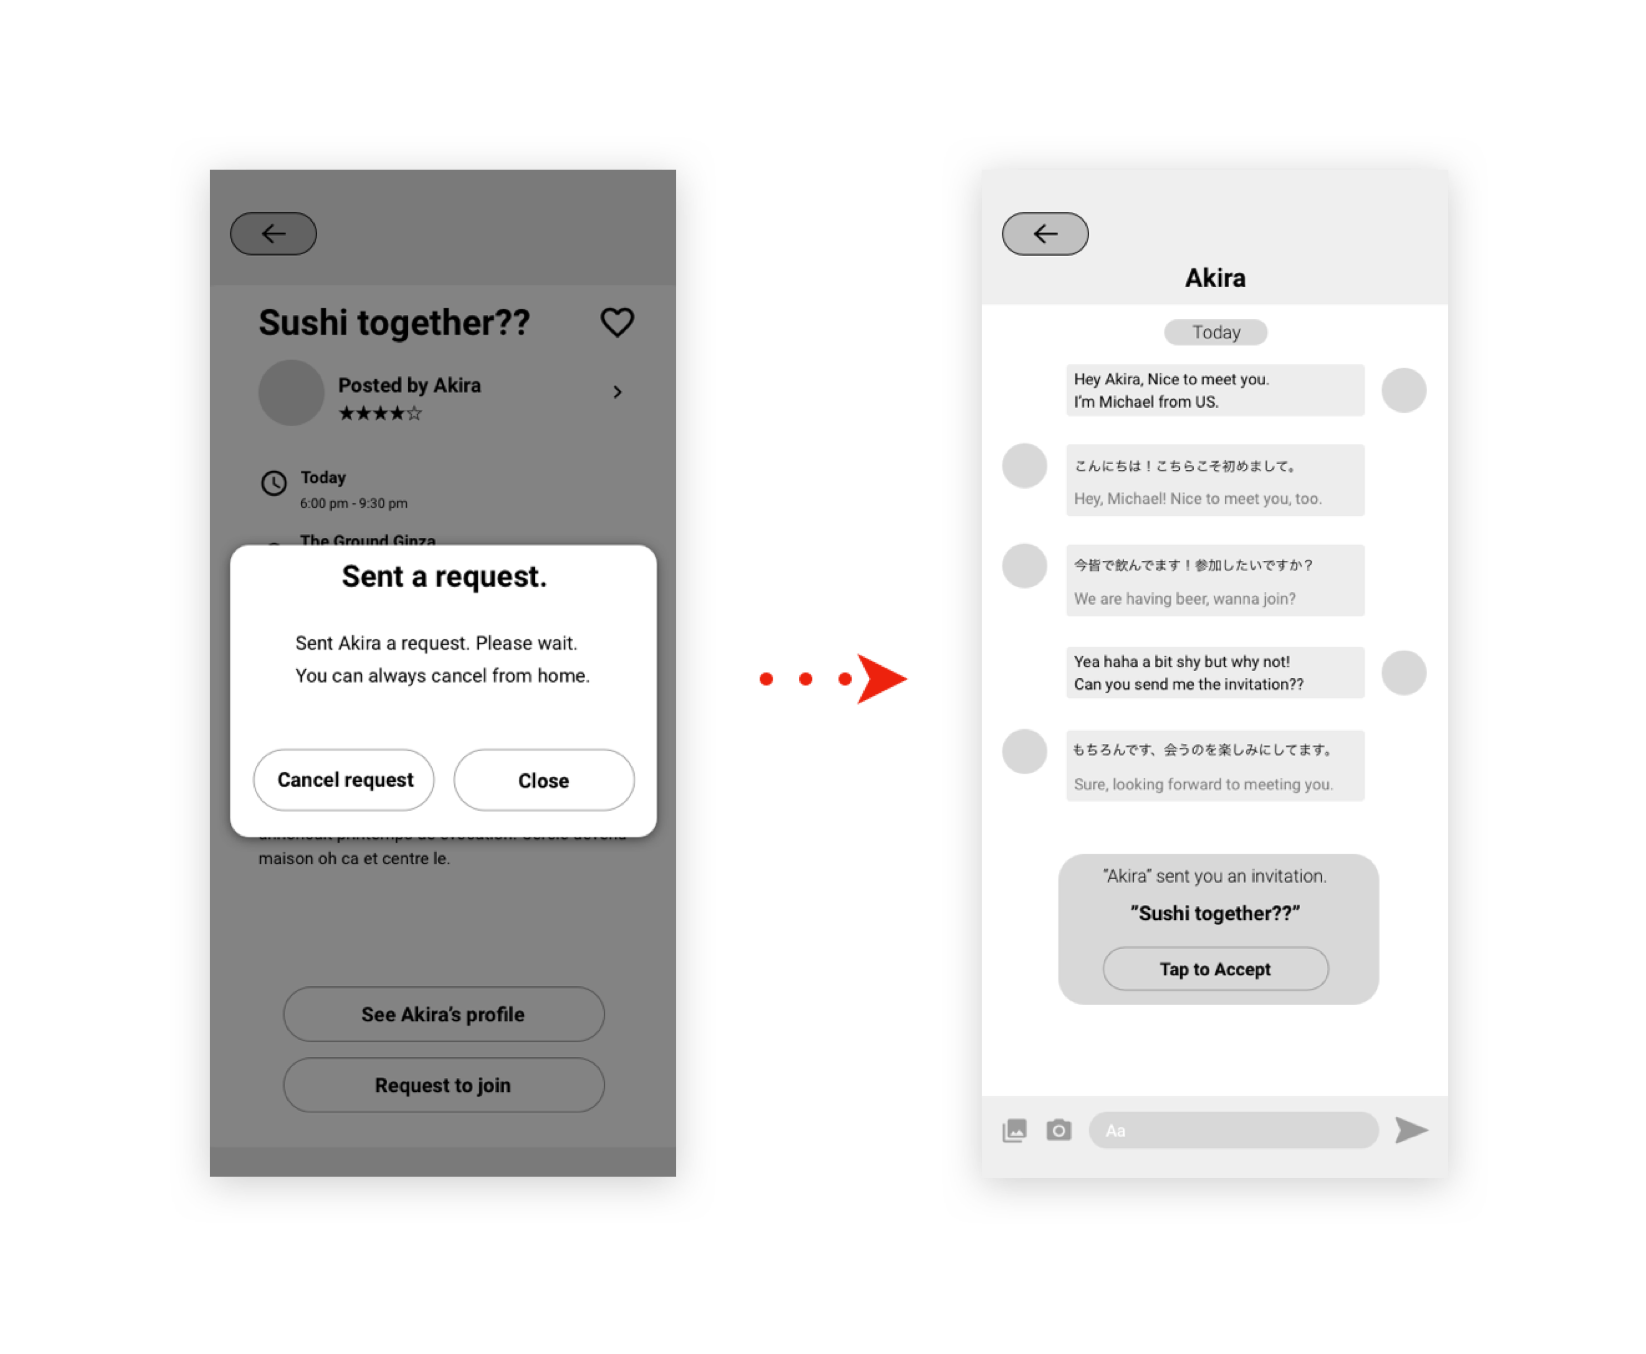 Sushi together??
Posted by Akira
★★★★☆
Today
6:00 pm - 9:30 pm
The Ground Ginza
Sent a request.
Sent Akira a request. Please wait.
You can always cancel from home.
Cancel request
Close
maison oh ca et centre le.
See Akira’s profile
Request to join
Akira
Today
Hey Akira, Nice to meet you.
I’m Michael from US.
こんにちは！こちらこそ初めまして。
Hey, Michael! Nice to meet you, too.
今皆で飲んでます！参加したいですか？
We are having beer, wanna join?
Yea haha a bit shy but why not!
Can you send me the invitation??
もちろんです、会うのを楽しみにしてます。
Sure, looking forward to meeting you.
”Akira” sent you an invitation.
”Sushi together??”
Tap to Accept
Aa